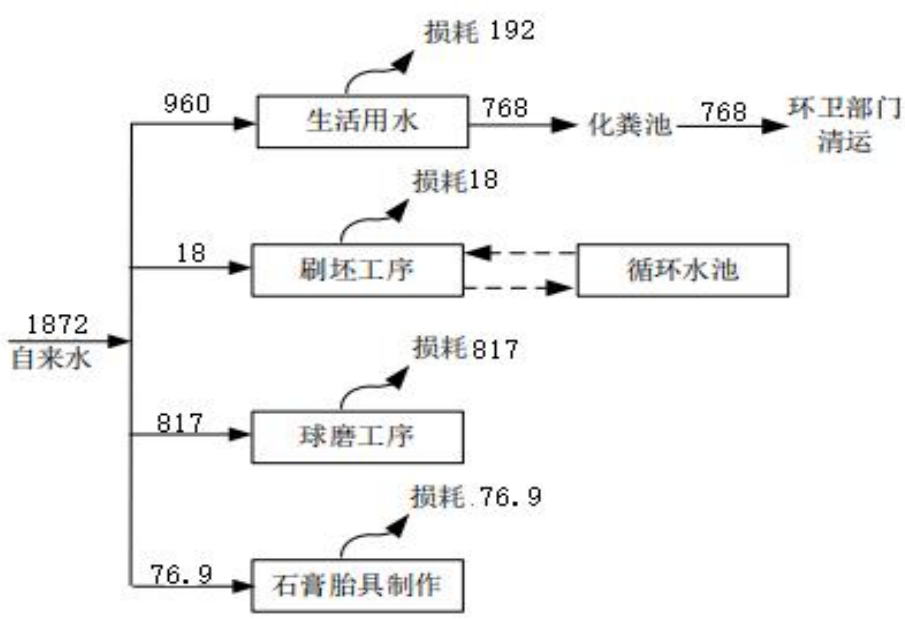 损耗 192
960
生活用水
768
化粪池
768
环卫部门
清运
损耗18
18
刷坯工序
循环水池
1872
自来水
损耗817
817
球磨工序
损耗.76.9
76.9
石膏胎具制作